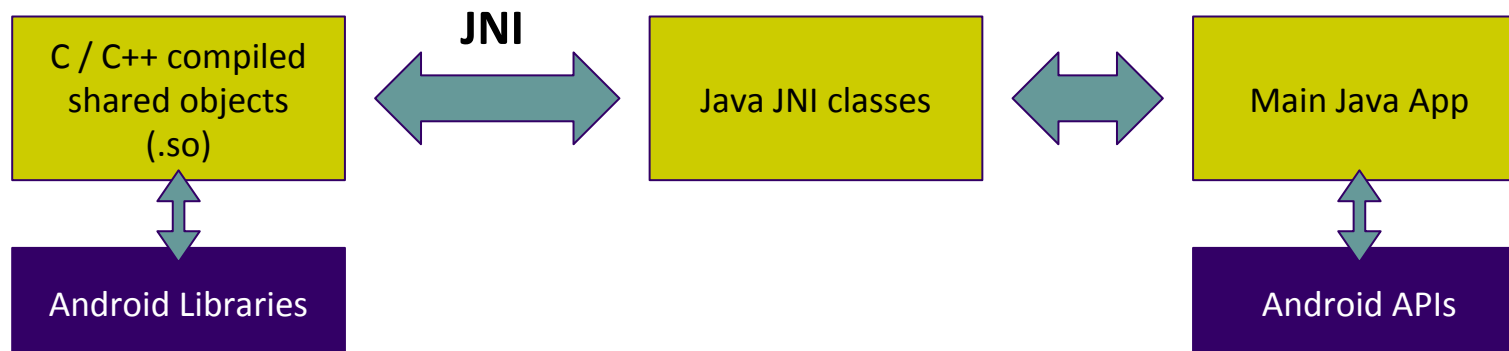 JNI
C / C++ compiled
shared objects
(.so)
Java JNI classes
Main Java App
Android Libraries
Android APIs